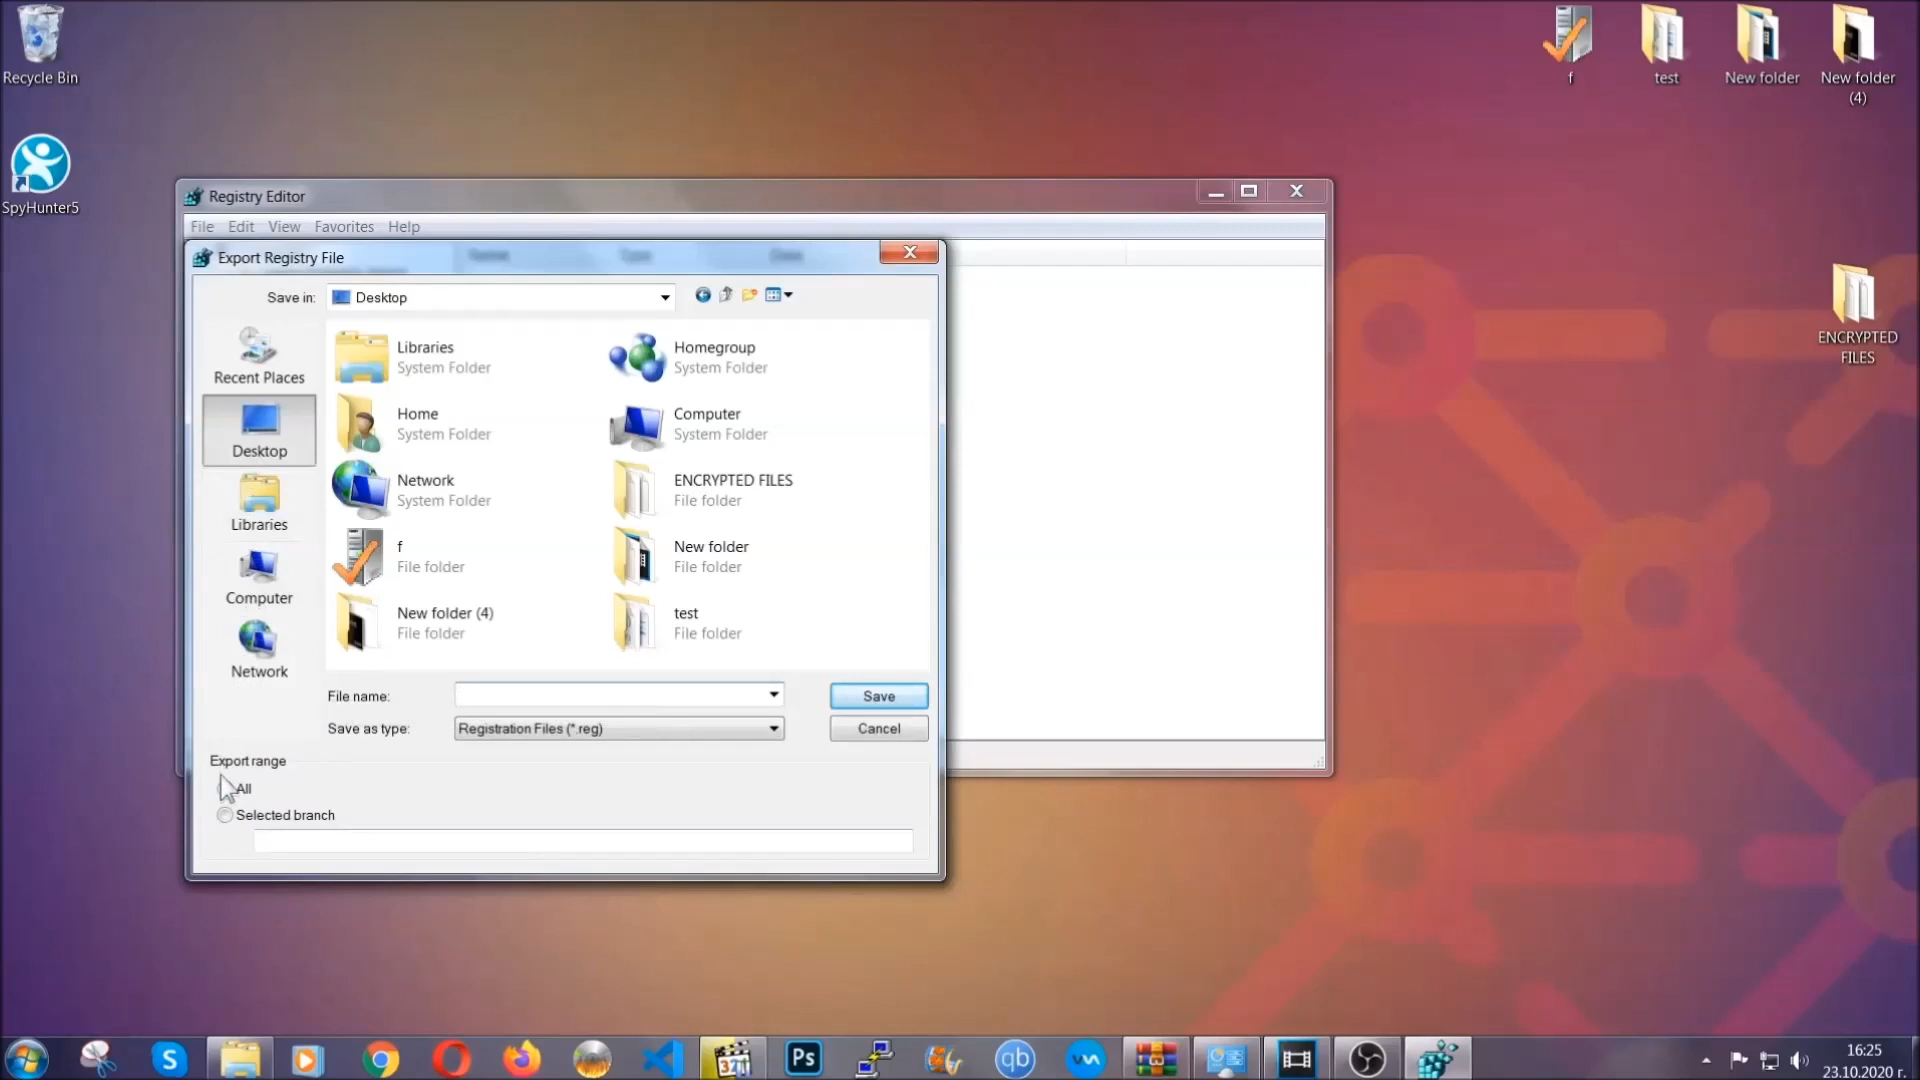 Recycle Bin
SpyHunter5
f
test
New folder
New folder
(4)
ENCRYPTED
FILES
Registry Editor
File Edit View Favorites Help
Export Registry File
Save in:
Desktop
Recent Places
Desktop
Libraries
Computer
Network
Libraries
System Folder
Homegroup
System Folder
Home
System Folder
Computer
System Folder
Network
System Folder
ENCRYPTED FILES
File folder
f
File folder
New folder
File folder
New folder (4)
File folder
test
File folder
File name:
Save
Save as type:
Registration Files (*.reg)
Cancel
Export range
All
Selected branch
S
321
Ps
qb
16:25
23.10.2020 г.